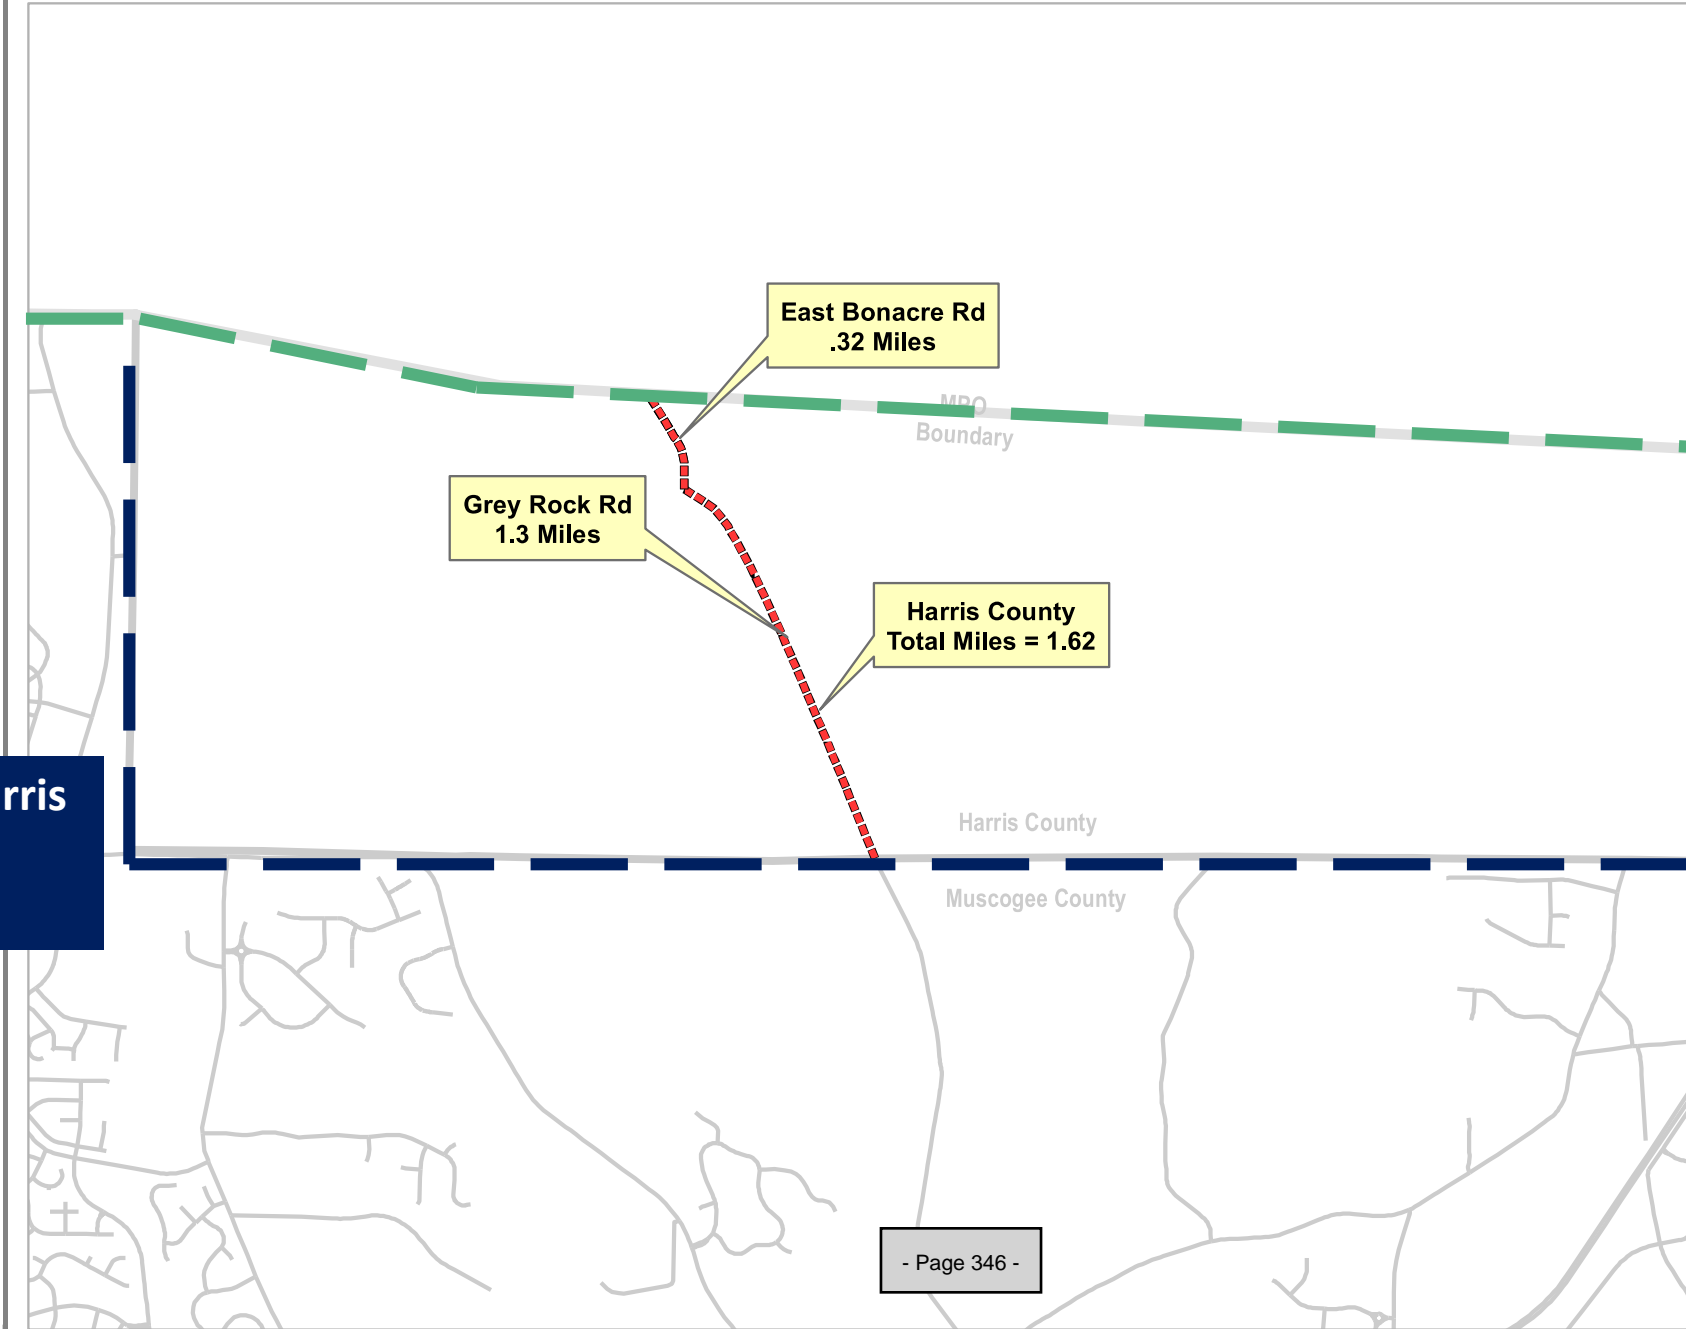 East Bonacre Rd
.32 Miles
MPO
Boundary
Grey Rock Rd
1.3 Miles
Harris County
Total Miles = 1.62
rris
Harris County
Muscogee County
- Page 346 -